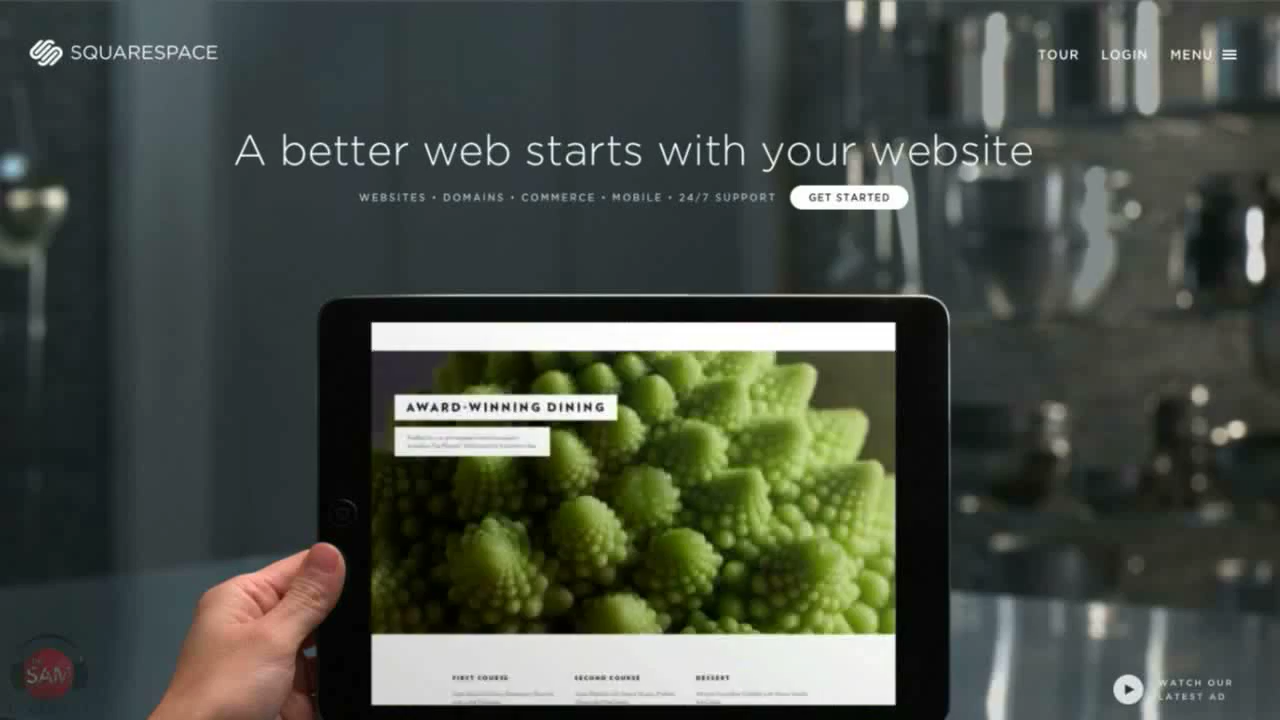 SQUARESPACE
TOUR LOGIN MENU
A better web starts with your website
WEBSITES • DOMAINS • COMMERCE • MOBILE • 24/7 SUPPORT
GET STARTED
AWARD-WINNING DINING
FIRST COURSE
SECOND COURSE
DESSERT
SAM
WATCH OUR
LATEST AD